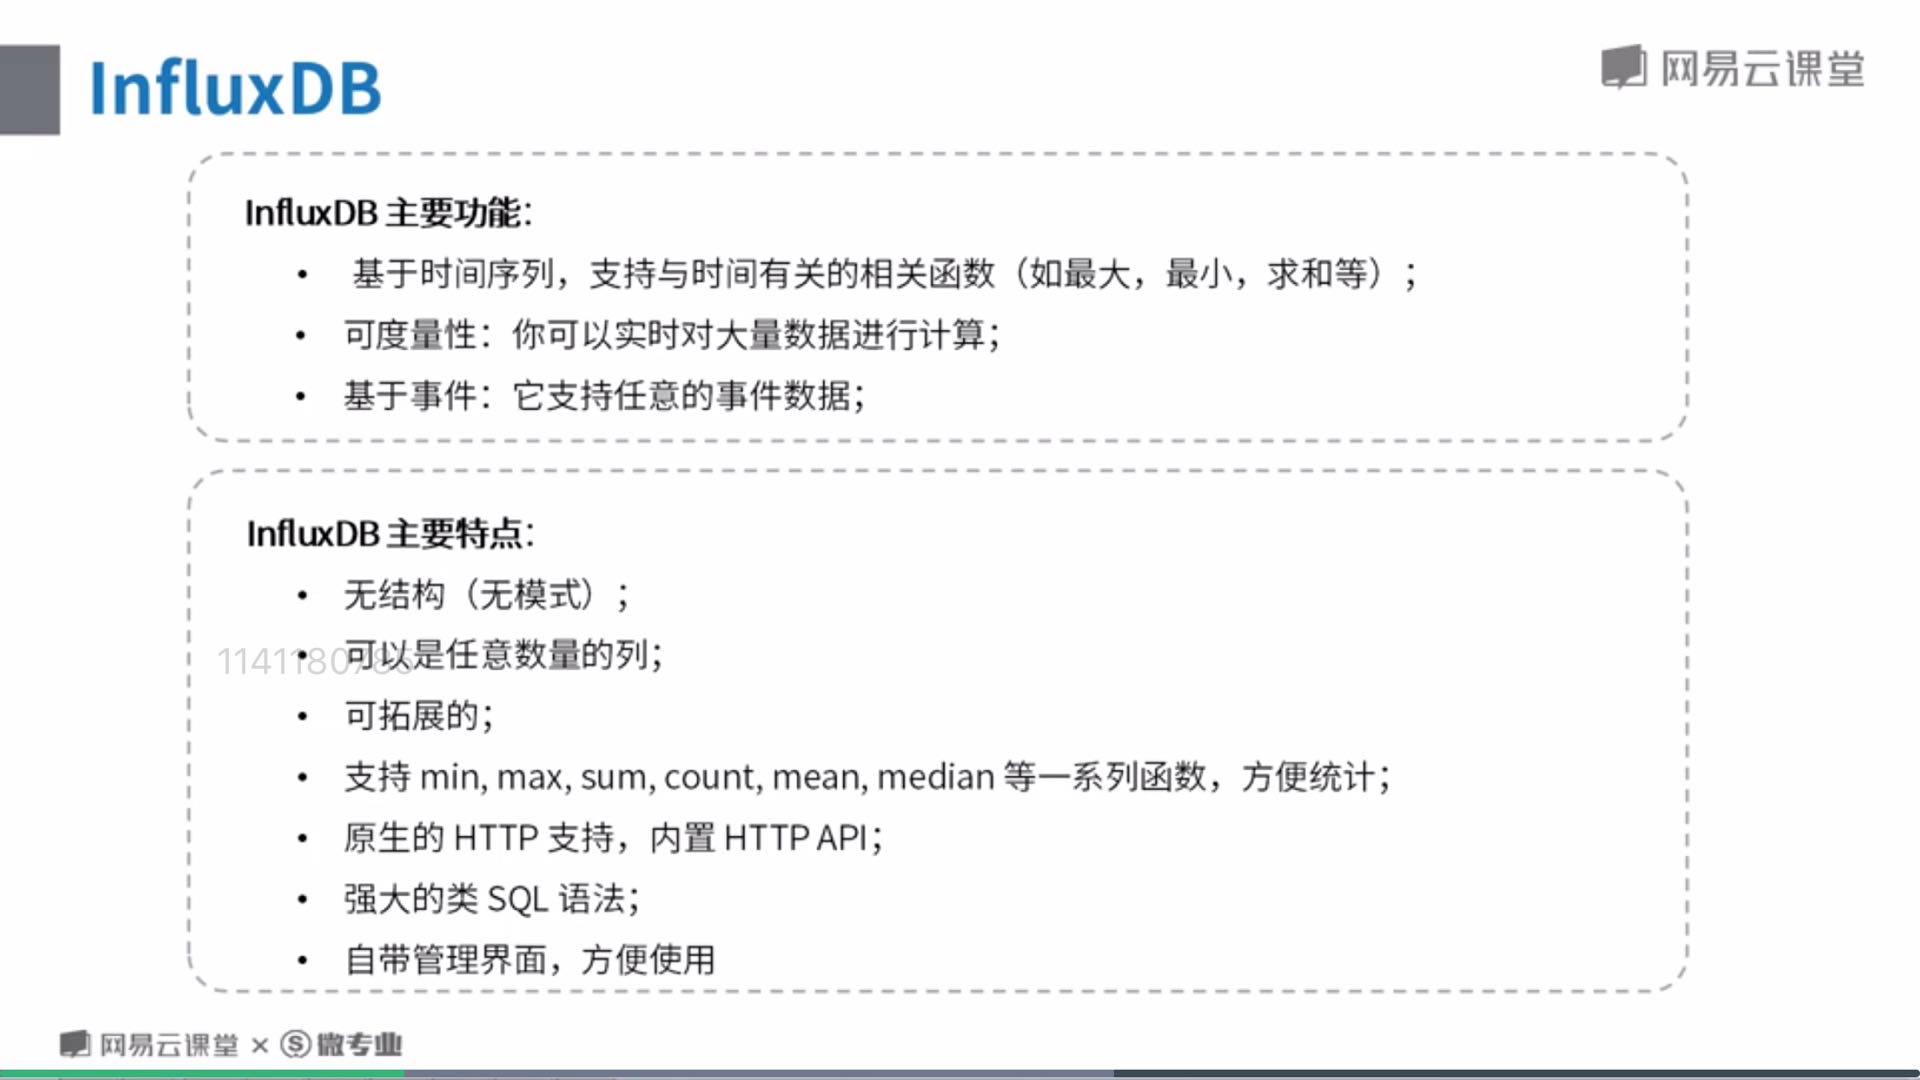 InfluxDB
网易云课堂
InfluxDB 主要功能：
• 基于时间序列，支持与时间有关的相关函数（如最大，最小，求和等）；
• 可度量性：你可以实时对大量数据进行计算；
• 基于事件：它支持任意的事件数据；
InfluxDB 主要特点：
• 无结构（无模式）；
• 可以是任意数量的列；
• 可拓展的；
• 支持 min, max, sum, count, mean, median 等一系列函数，方便统计；
• 原生的 HTTP 支持，内置 HTTP API；
• 强大的类 SQL 语法；
• 自带管理界面，方便使用
网易云课堂 × Ⓢ微专业